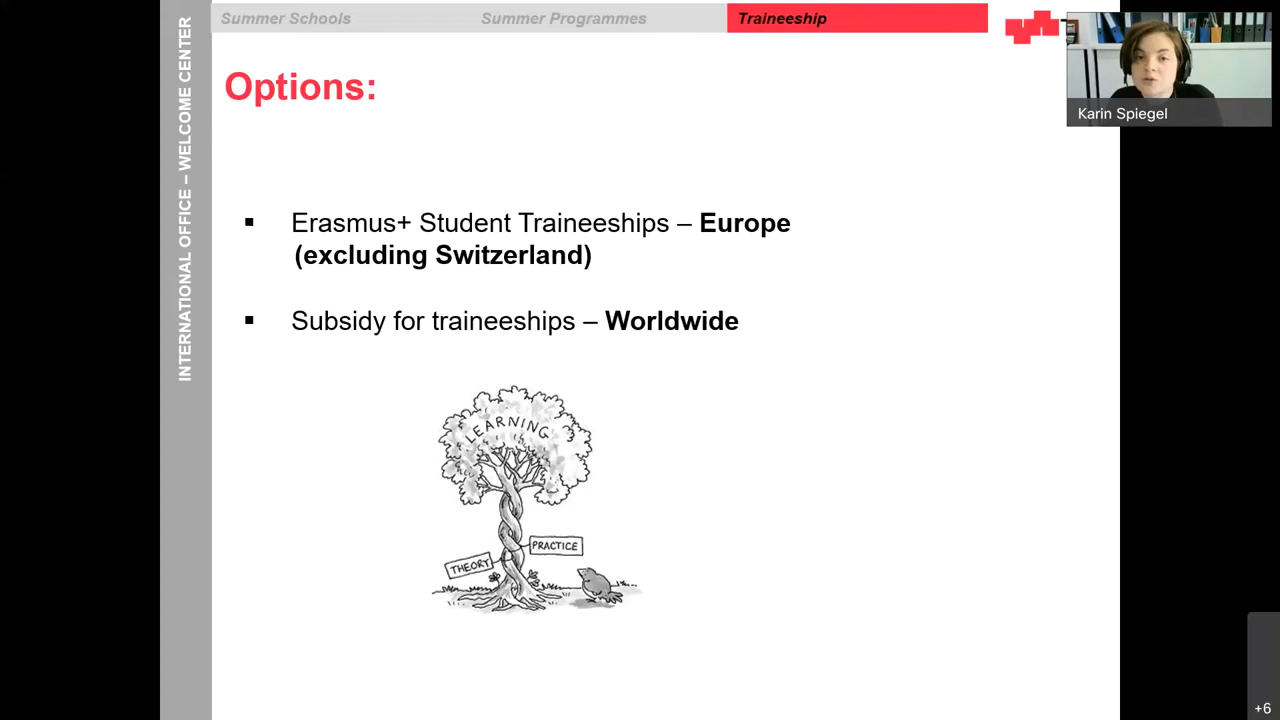 Summer Schools
Summer Programmes
Traineeship
INTERNATIONAL OFFICE – WELCOME CENTER
Karin Spiegel
Options:
▪ Erasmus+ Student Traineeships – Europe
(excluding Switzerland)
▪ Subsidy for traineeships – Worldwide
LEARNING
PRACTICE
THEORY
+6